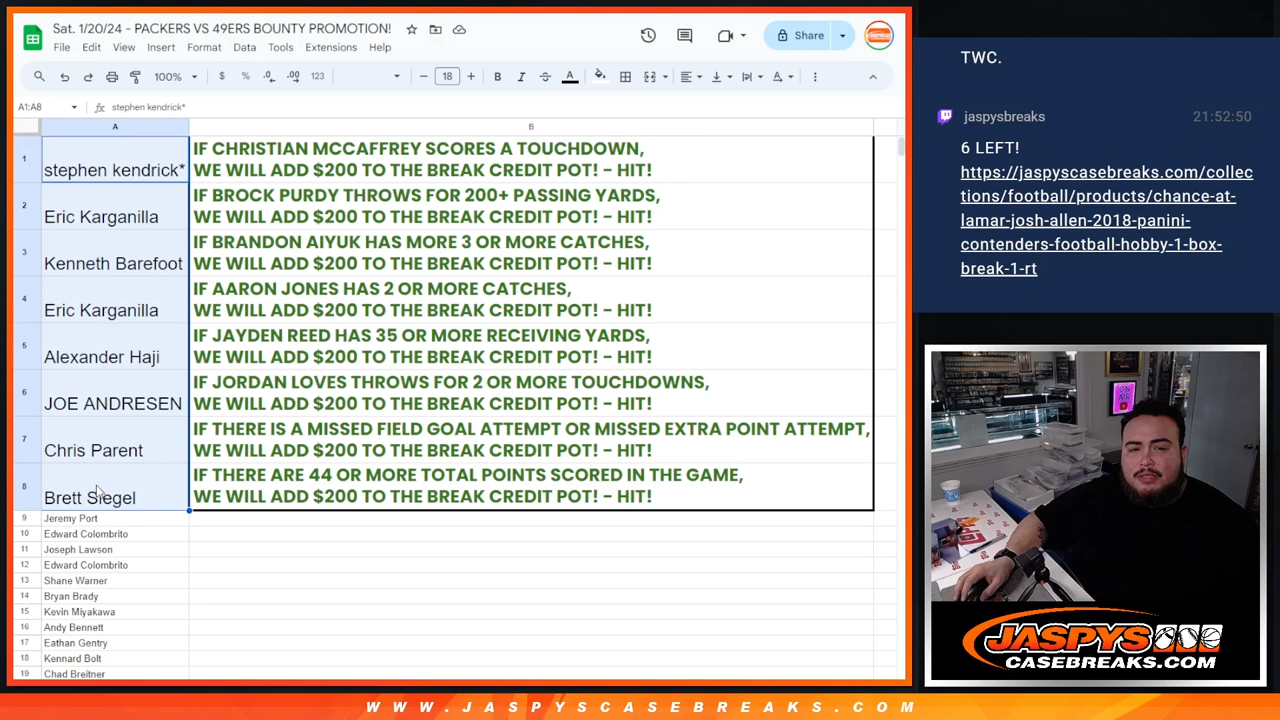 Sat. 1/20/24 - PACKERS VS 49ERS BOUNTY PROMOTION!
File Edit View Insert Format Data Tools Extensions Help
Share
100% $ % .0 .00 123 18 B I A
A1:A8 fx stephen kendrick*
A B
1 stephen kendrick* IF CHRISTIAN MCCAFFREY SCORES A TOUCHDOWN,
WE WILL ADD $200 TO THE BREAK CREDIT POT! - HIT!
2 Eric Karganilla IF BROCK PURDY THROWS FOR 200+ PASSING YARDS,
WE WILL ADD $200 TO THE BREAK CREDIT POT! - HIT!
3 Kenneth Barefoot IF BRANDON AIYUK HAS MORE 3 OR MORE CATCHES,
WE WILL ADD $200 TO THE BREAK CREDIT POT! - HIT!
4 Eric Karganilla IF AARON JONES HAS 2 OR MORE CATCHES,
WE WILL ADD $200 TO THE BREAK CREDIT POT! - HIT!
5 Alexander Haji IF JAYDEN REED HAS 35 OR MORE RECEIVING YARDS,
WE WILL ADD $200 TO THE BREAK CREDIT POT! - HIT!
6 JOE ANDRESEN IF JORDAN LOVES THROWS FOR 2 OR MORE TOUCHDOWNS,
WE WILL ADD $200 TO THE BREAK CREDIT POT! - HIT!
7 Chris Parent IF THERE IS A MISSED FIELD GOAL ATTEMPT OR MISSED EXTRA POINT ATTEMPT,
WE WILL ADD $200 TO THE BREAK CREDIT POT! - HIT!
8 Brett Siegel IF THERE ARE 44 OR MORE TOTAL POINTS SCORED IN THE GAME,
WE WILL ADD $200 TO THE BREAK CREDIT POT! - HIT!
9 Jeremy Port
10 Edward Colombrito
11 Joseph Lawson
12 Edward Colombrito
13 Shane Warner
14 Bryan Brady
15 Kevin Miyakawa
16 Andy Bennett
17 Eathan Gentry
18 Kennard Bolt
19 Chad Breitner
TWC.
jaspysbreaks 21:52:50
6 LEFT!
https://jaspyscasebreaks.com/collec
tions/football/products/chance-at-
lamar-josh-allen-2018-panini-
contenders-football-hobby-1-box-
break-1-rt
ON
AIR
JASPYS
CASEBREAKS.COM
WWW.JASPYSCASEBREAKS.COM